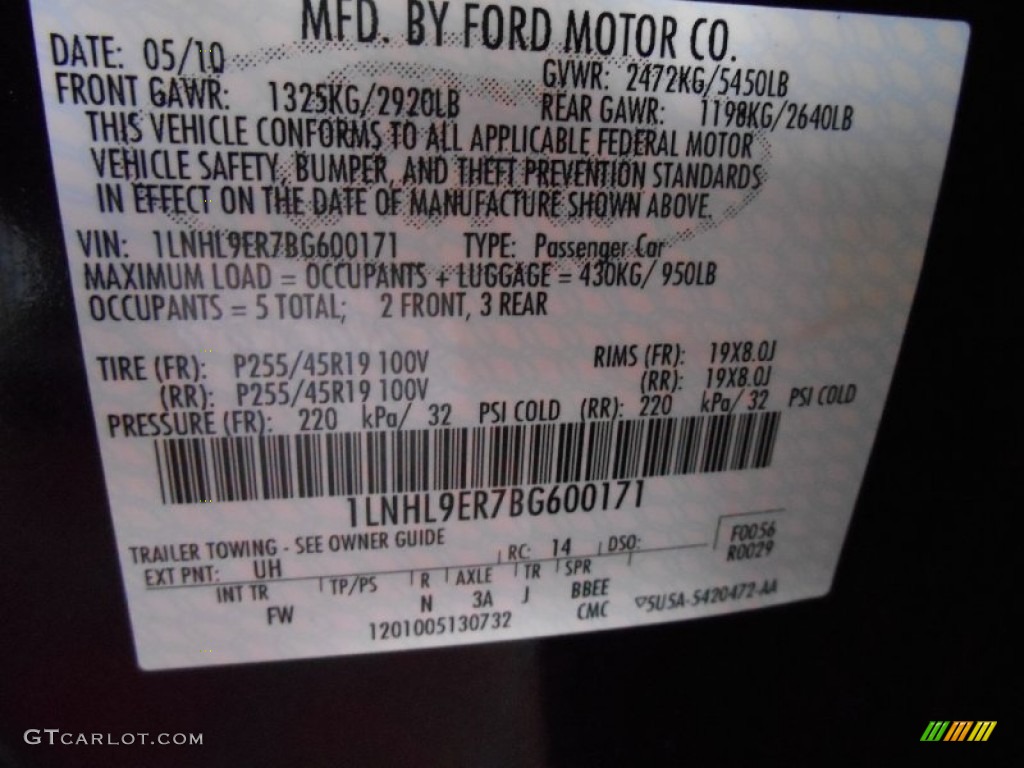 MFD. BY FORD MOTOR CO.
DATE: 05/10 GVWR: 2472KG/5450LB
FRONT GAWR: 1325KG/2920LB REAR GAWR: 1198KG/2640LB
THIS VEHICLE CONFORMS TO ALL APPLICABLE FEDERAL MOTOR
VEHICLE SAFETY, BUMPER, AND THEFT PREVENTION STANDARDS
IN EFFECT ON THE DATE OF MANUFACTURE SHOWN ABOVE.
VIN: 1LNHL9ER7BG600171 TYPE: Passenger Car
MAXIMUM LOAD = OCCUPANTS + LUGGAGE = 430KG/ 950LB
OCCUPANTS = 5 TOTAL; 2 FRONT, 3 REAR
TIRE (FR): P255/45R19 100V RIMS (FR): 19X8.0J
(RR): P255/45R19 100V (RR): 19X8.0J
PRESSURE (FR): 220 kPa/ 32 PSI COLD (RR): 220 kPa/ 32 PSI COLD
1LNHL9ER7BG600171
TRAILER TOWING - SEE OWNER GUIDE
F0056
EXT PNT: UH RC: 14 DSO: R0029
INT TR TP/PS R AXLE TR SPR
FW N 3A J BBEE
1201005130732 CMC ▽5U5A-5420472-AA
GTCARLOT.COM